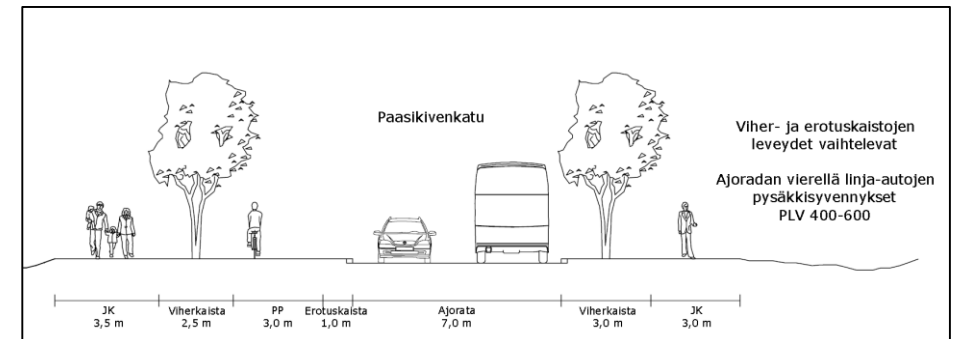 Paasikivenkatu
Viher- ja erotuskaistojen
leveydet vaihtelevat
Ajoradan vierellä linja-autojen
pysäkkisyvennykset
PLV 400-600
JK
3,5 m
Viherkaista
2,5 m
PP
3,0 m
Erotuskaista
1,0 m
Ajorata
7,0 m
Viherkaista
3,0 m
JK
3,0 m